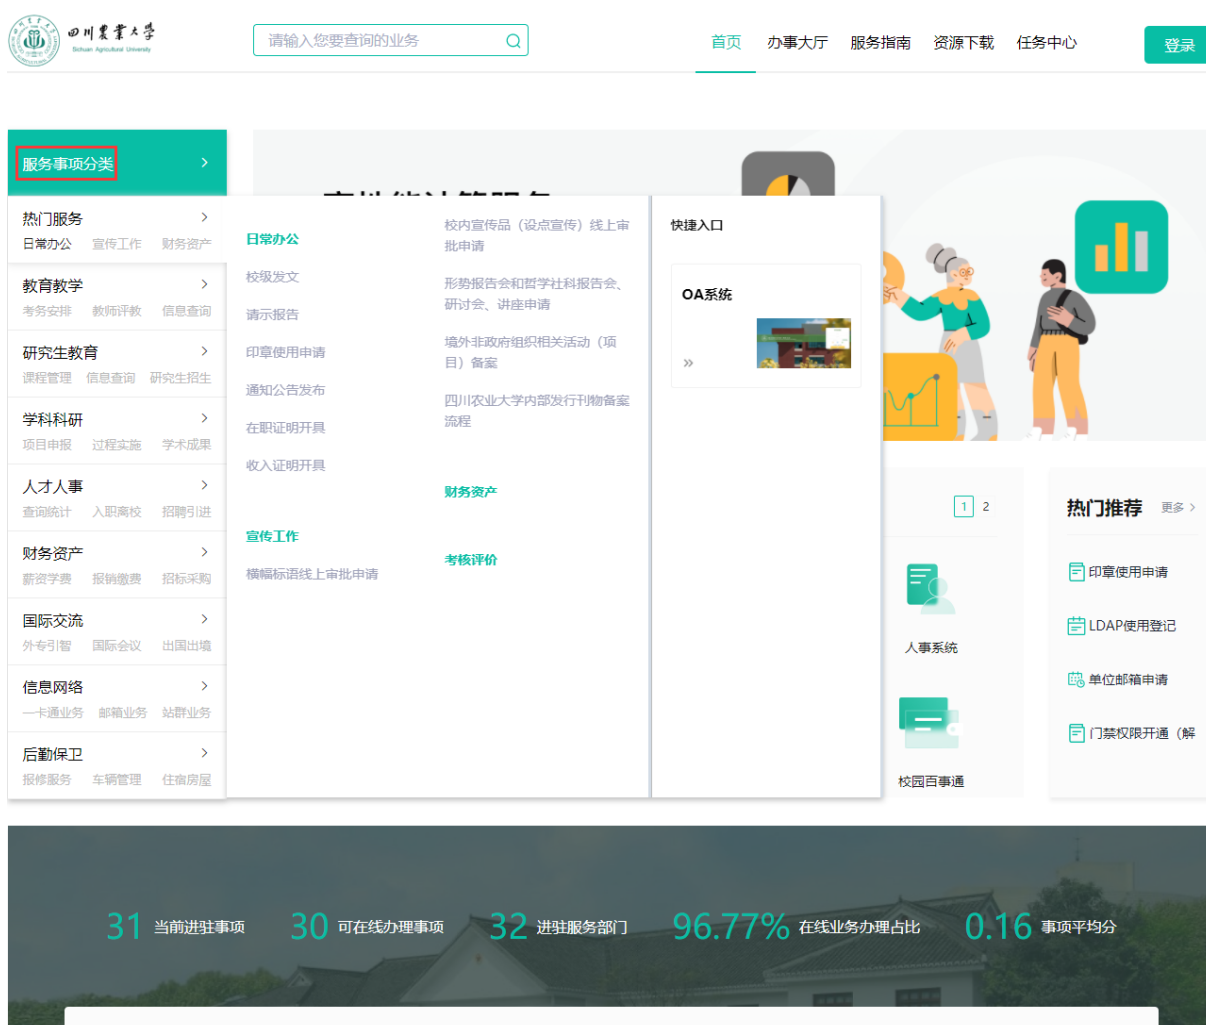 四川農業大学
Sichuan Agricultural University
请输入您要查询的业务
首页 办事大厅 服务指南 资源下载 任务中心
登录
服务事项分类
热门服务
日常办公 宣传工作 财务资产
教育教学
考务安排 教师评教 信息查询
研究生教育
课程管理 信息查询 研究生招生
学科科研
项目申报 过程实施 学术成果
人才人事
查询统计 入职离校 招聘引进
财务资产
薪资学费 报销缴费 招标采购
国际交流
外专引智 国际会议 出国出境
信息网络
一卡通业务 邮箱业务 站群业务
后勤保卫
报修服务 车辆管理 住宿房屋
日常办公
校级发文
请示报告
印章使用申请
通知公告发布
在职证明开具
收入证明开具
宣传工作
横幅标语线上审批申请
校内宣传品（设点宣传）线上审
批申请
形势报告会和哲学社科报告会、
研讨会、讲座申请
境外非政府组织相关活动（项
目）备案
四川农业大学内部发行刊物备案
流程
财务资产
考核评价
快捷入口
OA系统
»
1 2
人事系统
校园百事通
热门推荐 更多 >
印章使用申请
LDAP使用登记
单位邮箱申请
门禁权限开通（解
31 当前进驻事项
30 可在线办理事项
32 进驻服务部门
96.77% 在线业务办理占比
0.16 事项平均分